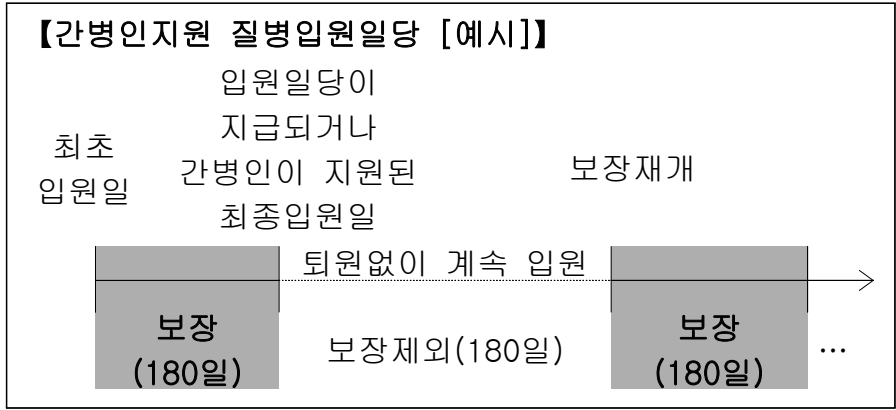 【간병인지원 질병입원일당 [예시]】
최초
입원일
입원일당이
지급되거나
간병인이 지원된
최종입원일
보장재개
퇴원없이 계속 입원
보장
(180일)
보장제외(180일)
보장
(180일)
…